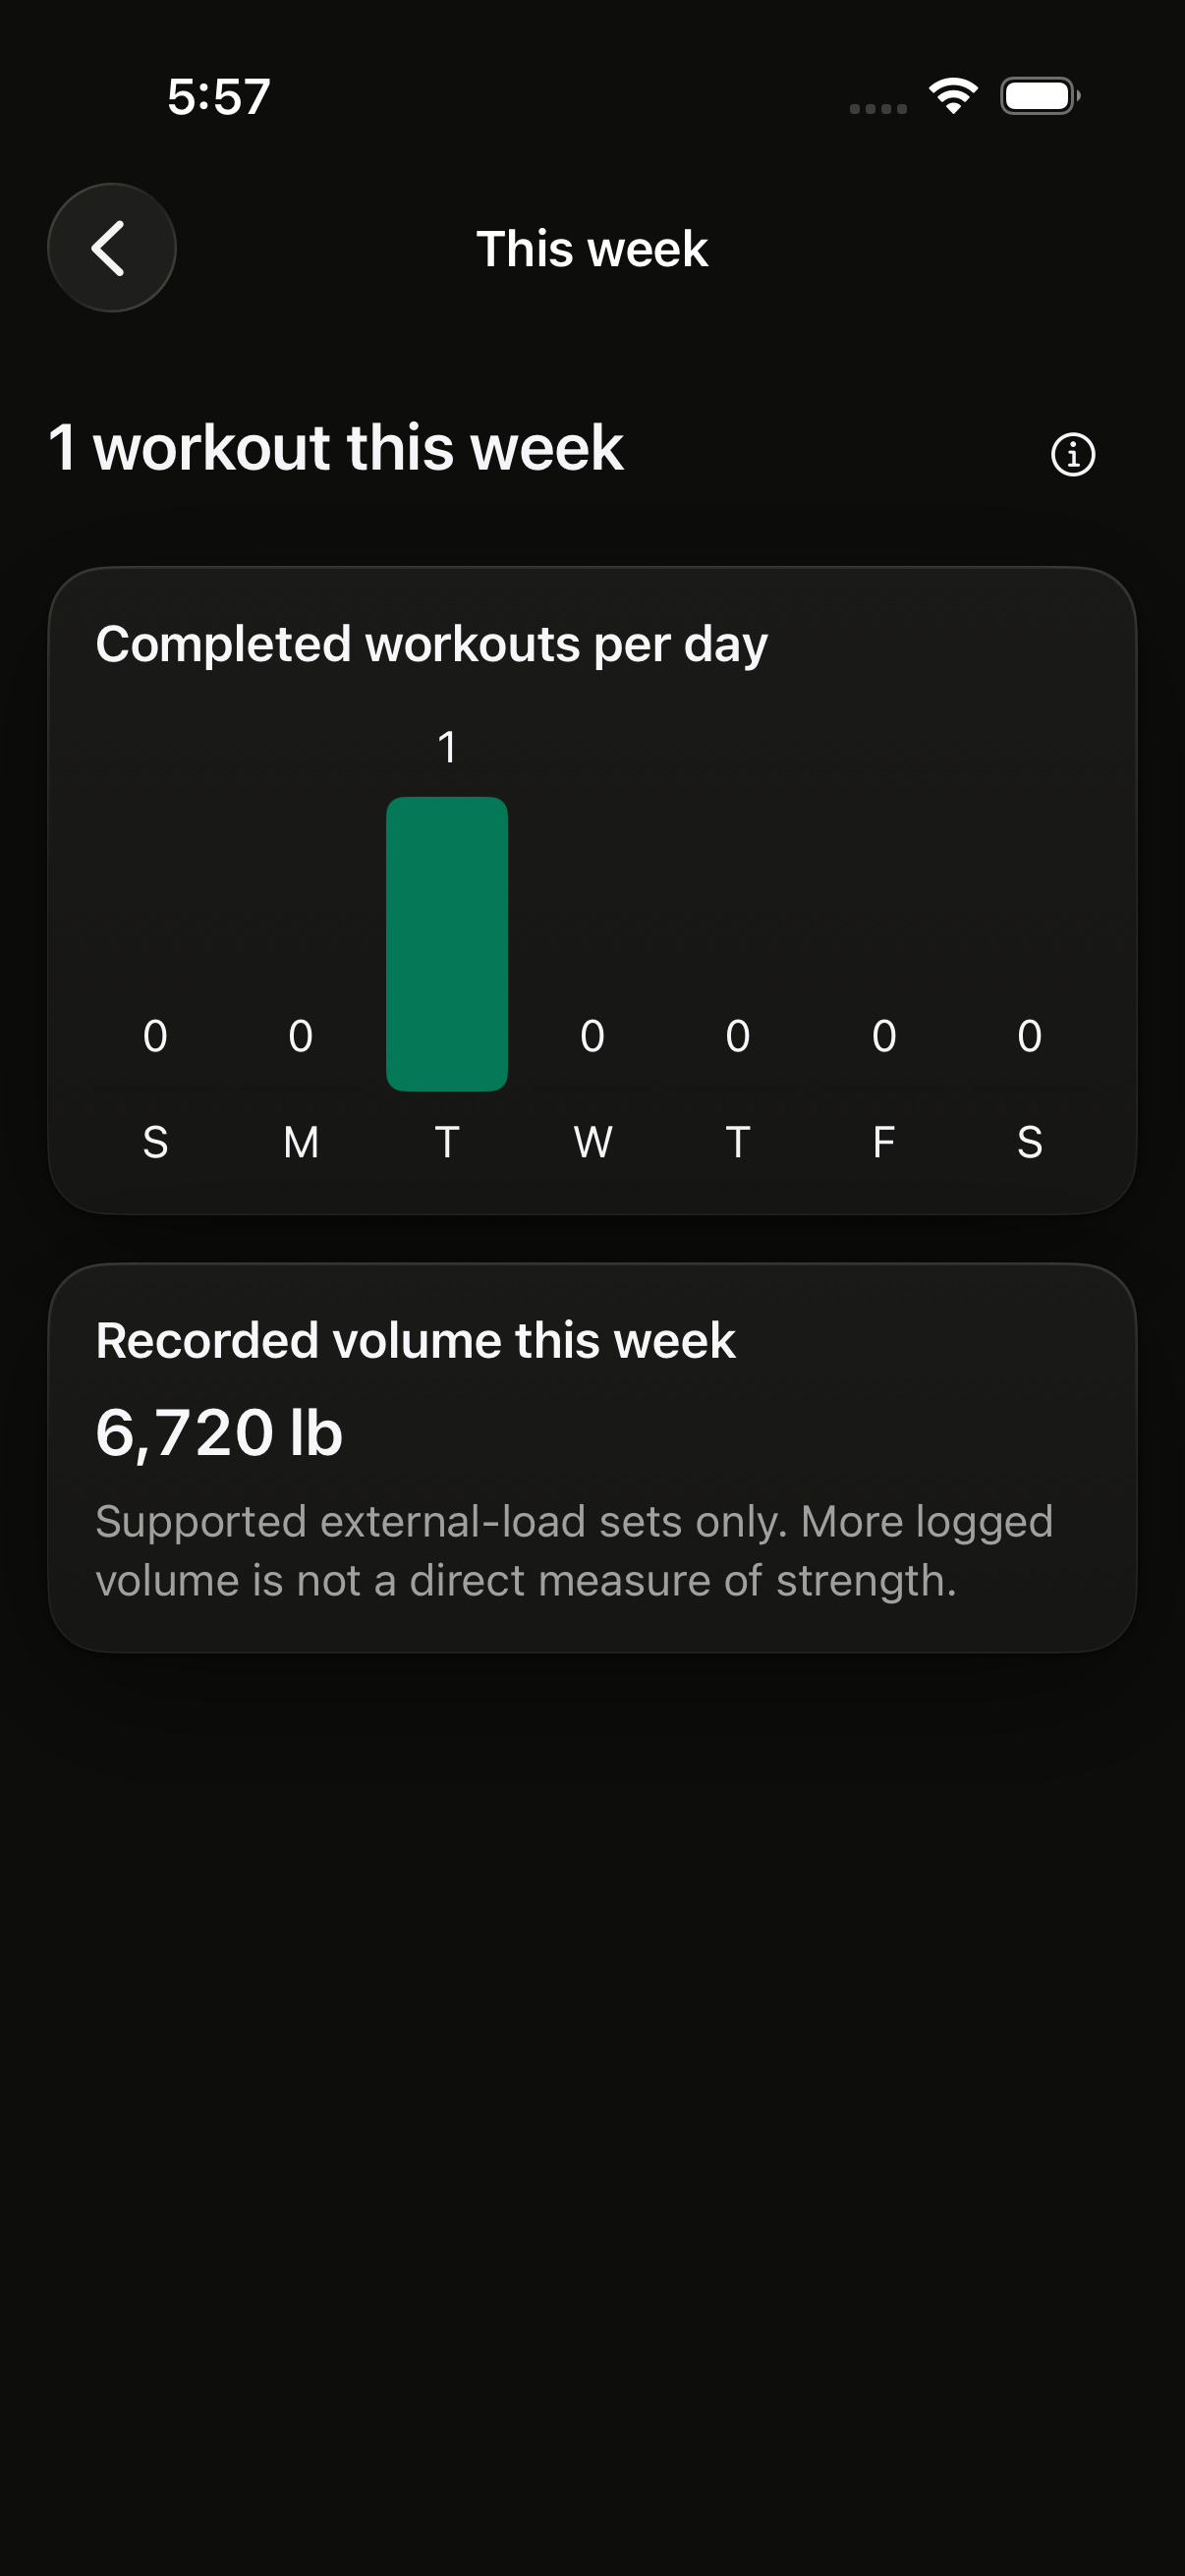 5:57
This week
1 workout this week
Completed workouts per day
1
0 0 0 0 0 0
S M T W T F S
Recorded volume this week
6,720 lb
Supported external-load sets only. More logged
volume is not a direct measure of strength.